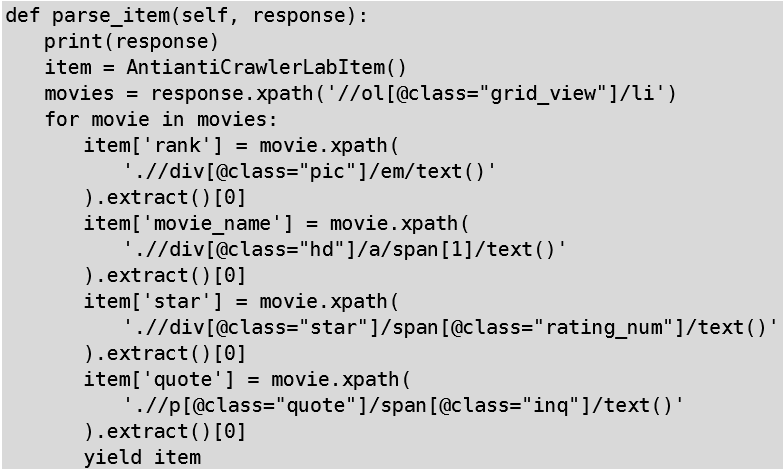 def parse_item(self, response):
    print(response)
    item = AntiantiCrawlerLabItem()
    movies = response.xpath('//ol[@class="grid_view"]/li')
    for movie in movies:
        item['rank'] = movie.xpath(
            './/div[@class="pic"]/em/text()'
        ).extract()[0]
        item['movie_name'] = movie.xpath(
            './/div[@class="hd"]/a/span[1]/text()'
        ).extract()[0]
        item['star'] = movie.xpath(
            './/div[@class="star"]/span[@class="rating_num"]/text()'
        ).extract()[0]
        item['quote'] = movie.xpath(
            './/p[@class="quote"]/span[@class="inq"]/text()'
        ).extract()[0]
        yield item